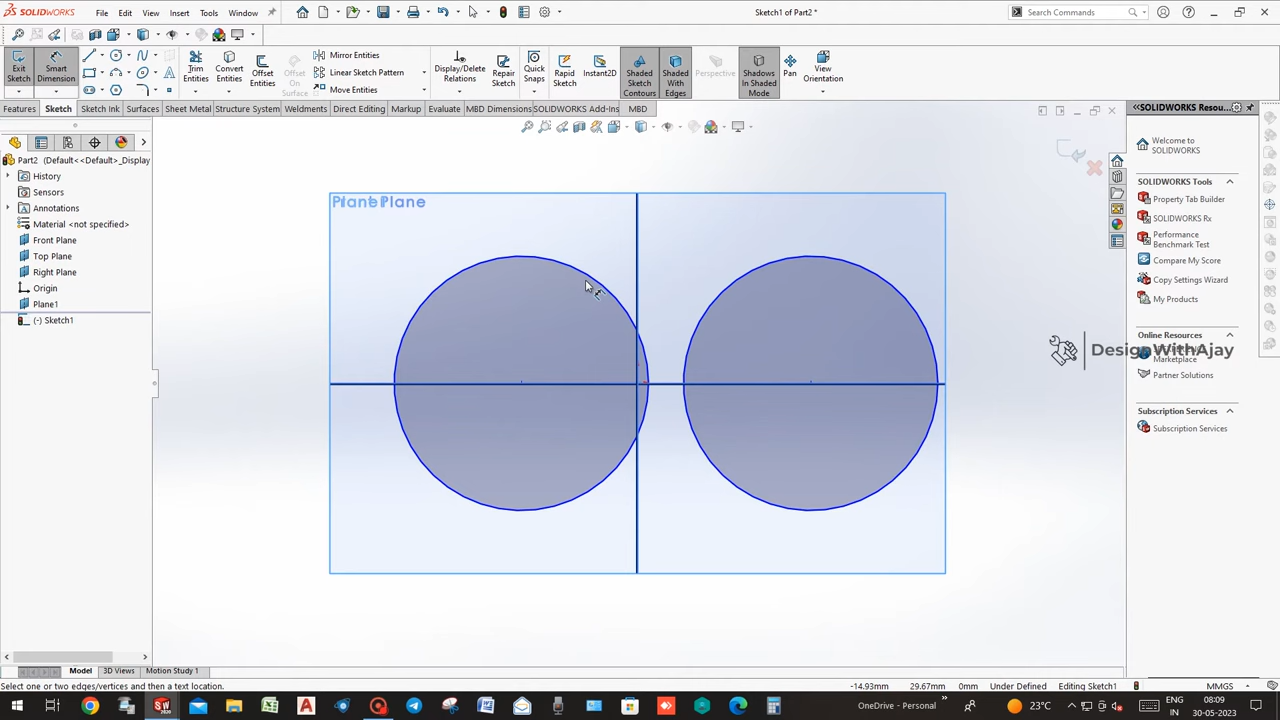 SOLIDWORKS
File Edit View Insert Tools Window
Sketch1 of Part2 *
Search Commands
Exit Sketch
Smart Dimension
Trim Entities
Convert Entities
Offset Entities
Offset On Surface
Mirror Entities
Linear Sketch Pattern
Move Entities
Display/Delete Relations
Repair Sketch
Quick Snaps
Rapid Sketch
Instant2D
Shaded Sketch Contours
Shaded With Edges
Perspective
Shadows In Shaded Mode
Pan
View Orientation
Features Sketch Sketch Ink Surfaces Sheet Metal Structure System Weldments Direct Editing Markup Evaluate MBD Dimensions SOLIDWORKS Add-Ins MBD
Part2 (Default<<Default>_Display
History
Sensors
Annotations
Material <not specified>
Front Plane
Top Plane
Right Plane
Origin
Plane1
(-) Sketch1
Plane
SOLIDWORKS Resou...
Welcome to SOLIDWORKS
SOLIDWORKS Tools
Property Tab Builder
SOLIDWORKS Rx
Performance Benchmark Test
Compare My Score
Copy Settings Wizard
My Products
Online Resources
Marketplace
Partner Solutions
Subscription Services
Subscription Services
DesignWithAjay
Model 3D Views Motion Study 1
Select one or two edges/vertices and then a text location.
-14.93mm 29.67mm 0mm Under Defined Editing Sketch1 MMGS
OneDrive - Personal
23°C
ENG
IN
08:09
30-05-2023